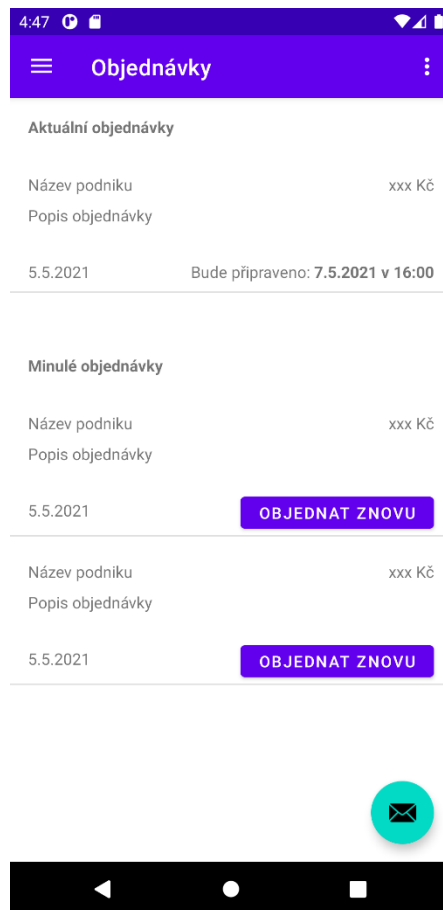 4:47
Objednávky
Aktuální objednávky
Název podniku xxx Kč
Popis objednávky
5.5.2021 Bude připraveno: 7.5.2021 v 16:00
Minulé objednávky
Název podniku xxx Kč
Popis objednávky
5.5.2021 OBJEDNAT ZNOVU
Název podniku xxx Kč
Popis objednávky
5.5.2021 OBJEDNAT ZNOVU